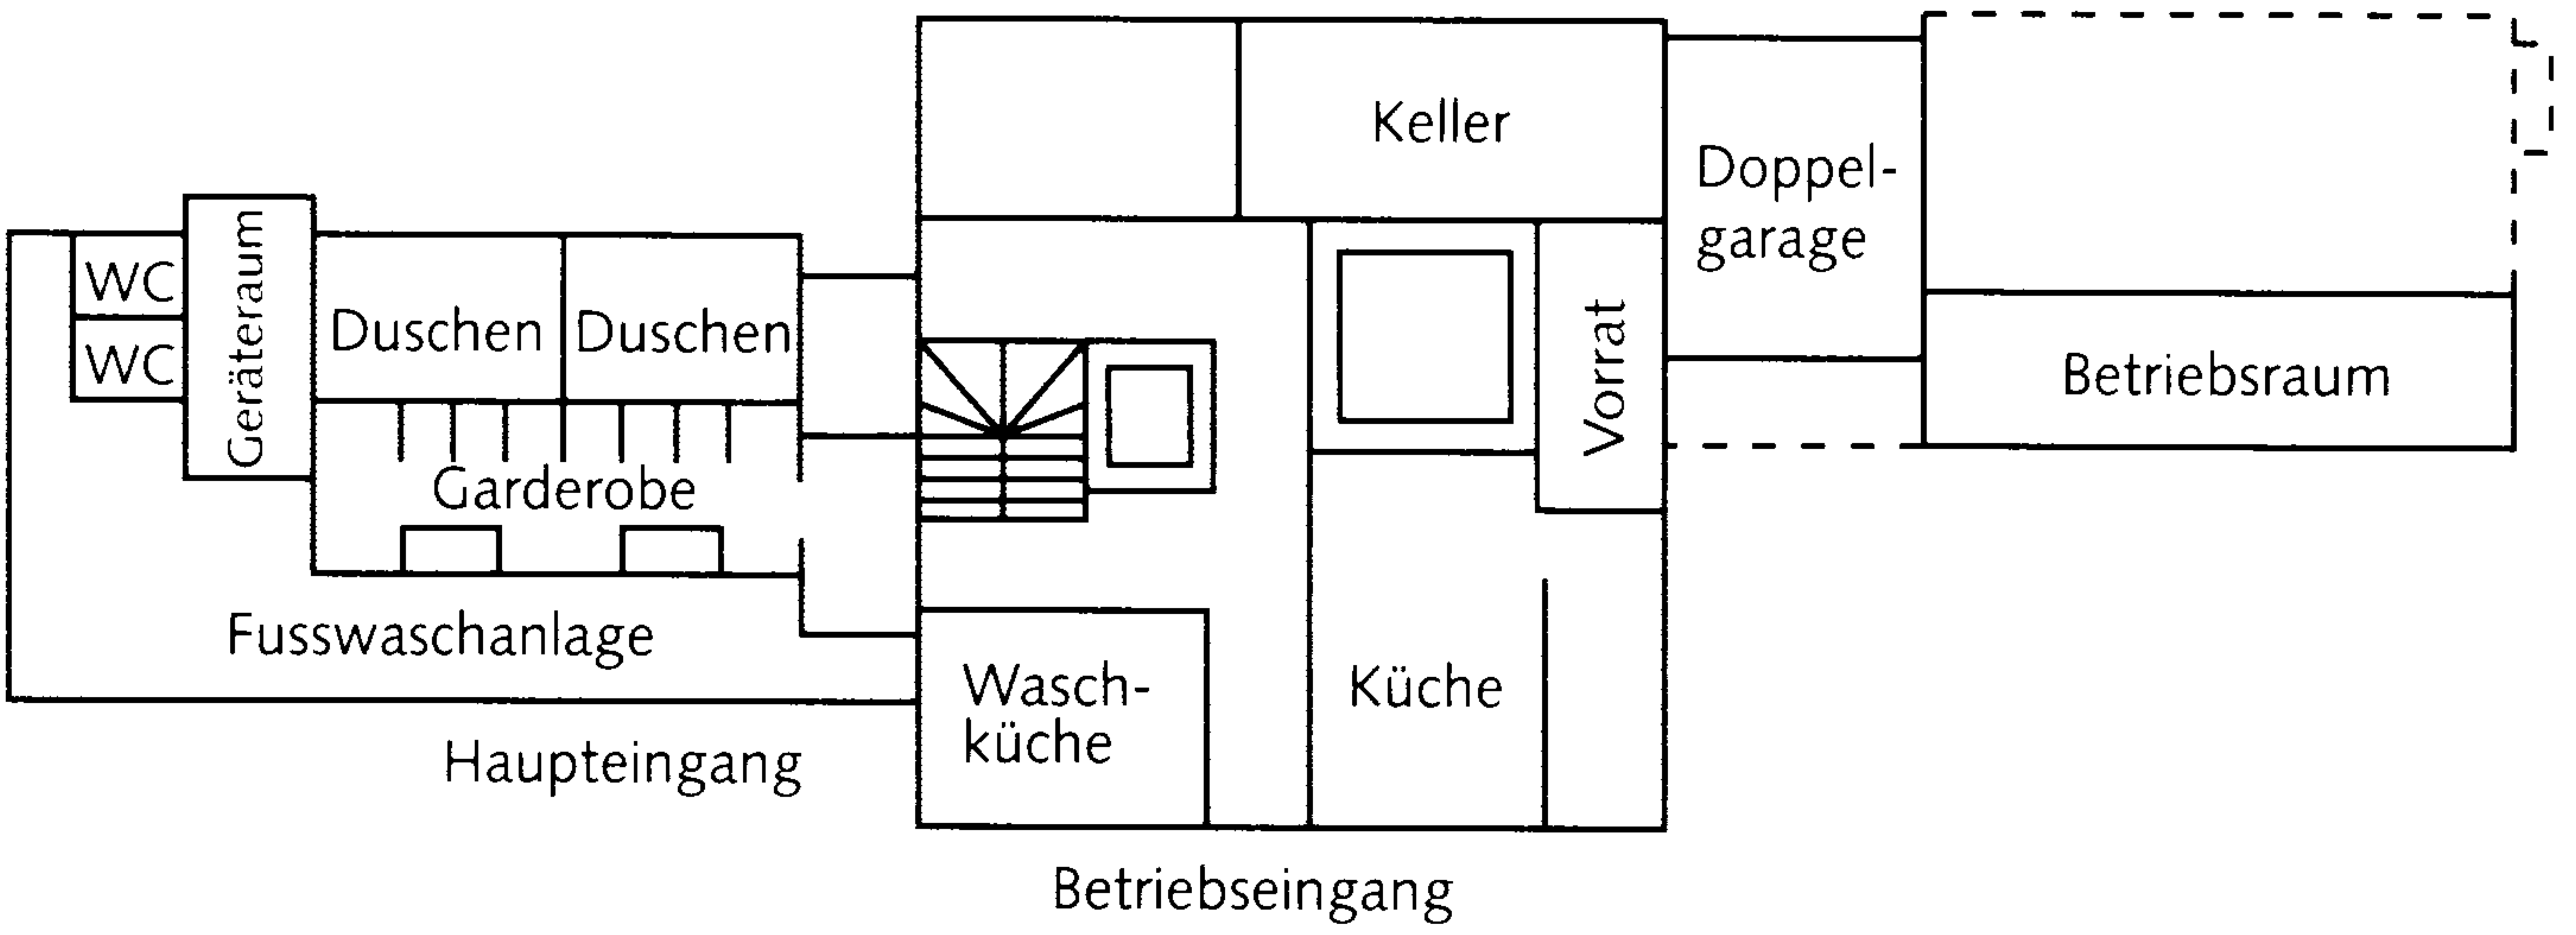 Keller
Doppel-
garage
WC
WC
Geräteraum
Duschen
Duschen
Vorrat
Betriebsraum
Garderobe
Fusswaschanlage
Wasch-
küche
Küche
Haupteingang
Betriebseingang